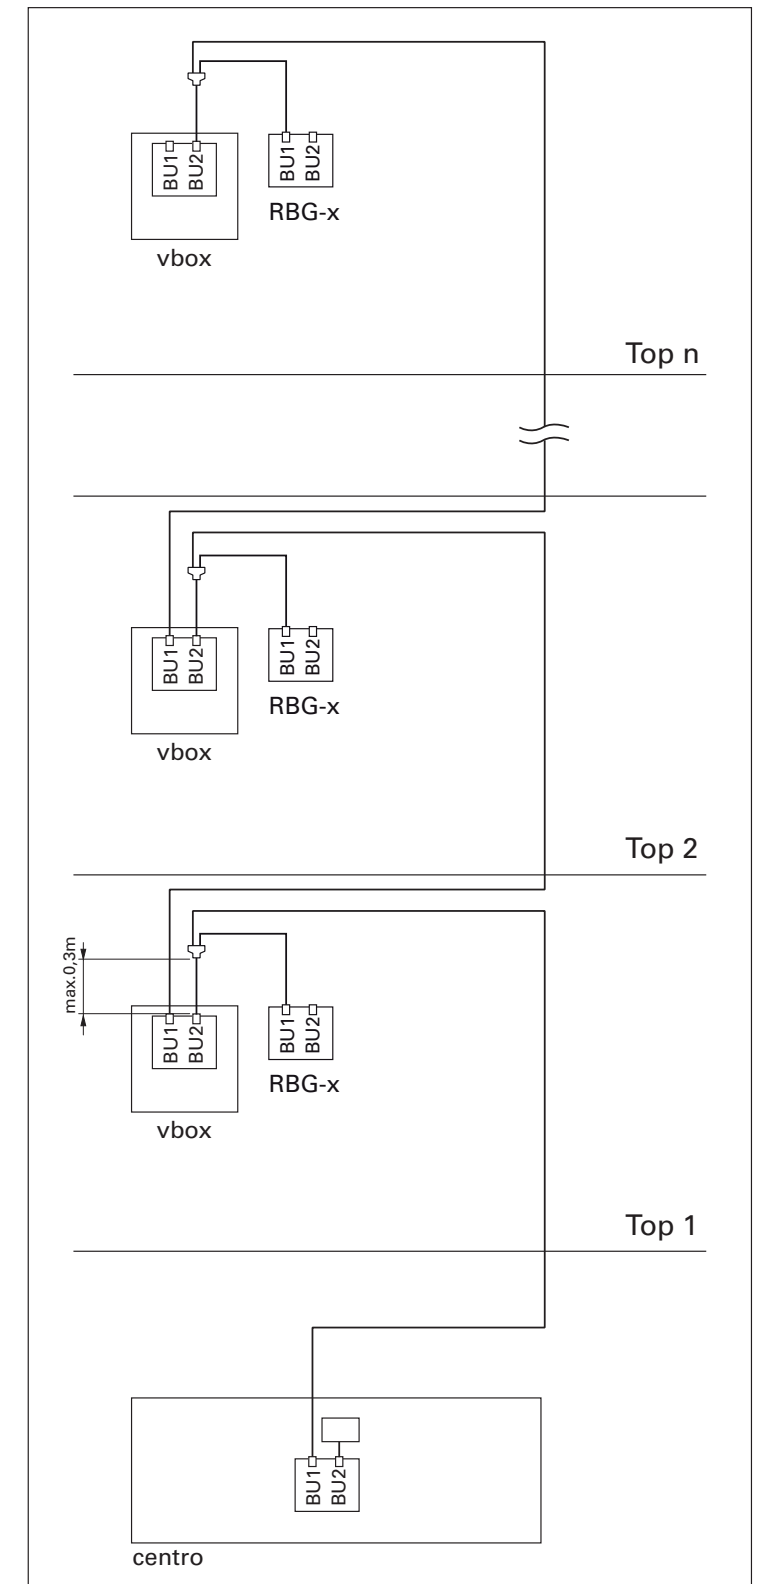 BU1
BU2
BU1
BU2
RBG-x
vbox
Top n
BU1
BU2
BU1
BU2
RBG-x
vbox
Top 2
max.0,3m
BU1
BU2
BU1
BU2
RBG-x
vbox
Top 1
BU1
BU2
centro